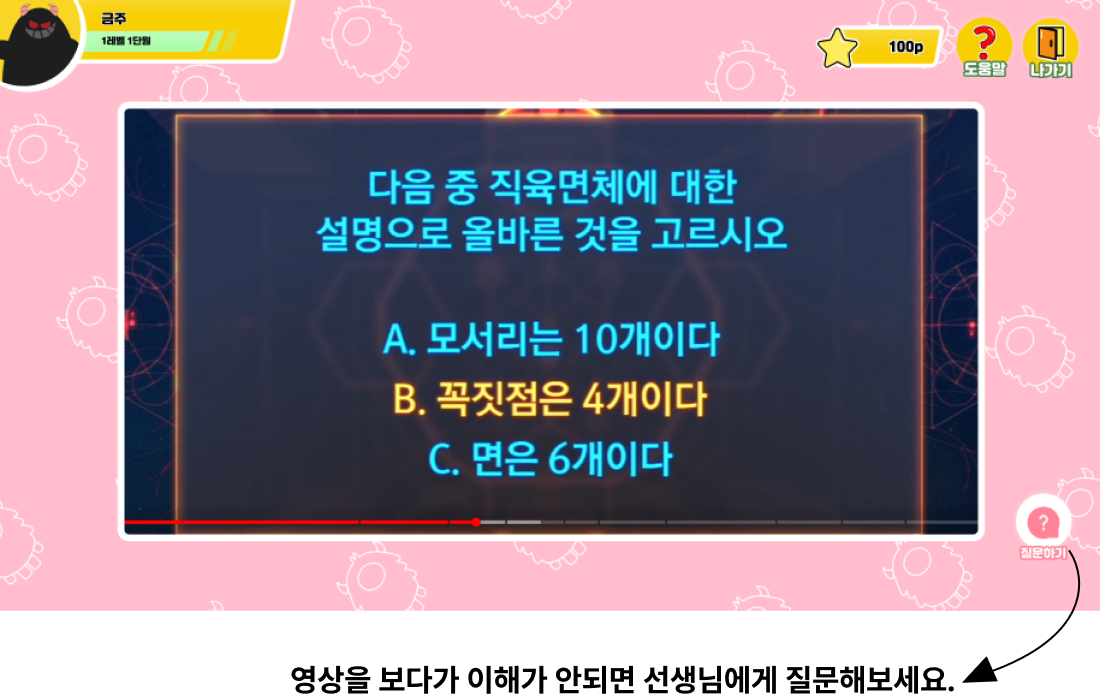 금주
1레벨 1단원
100p
도움말
나가기
다음 중 직육면체에 대한
설명으로 올바른 것을 고르시오
A. 모서리는 10개이다
B. 꼭짓점은 4개이다
C. 면은 6개이다
?
질문하기
영상을 보다가 이해가 안되면 선생님에게 질문해보세요.